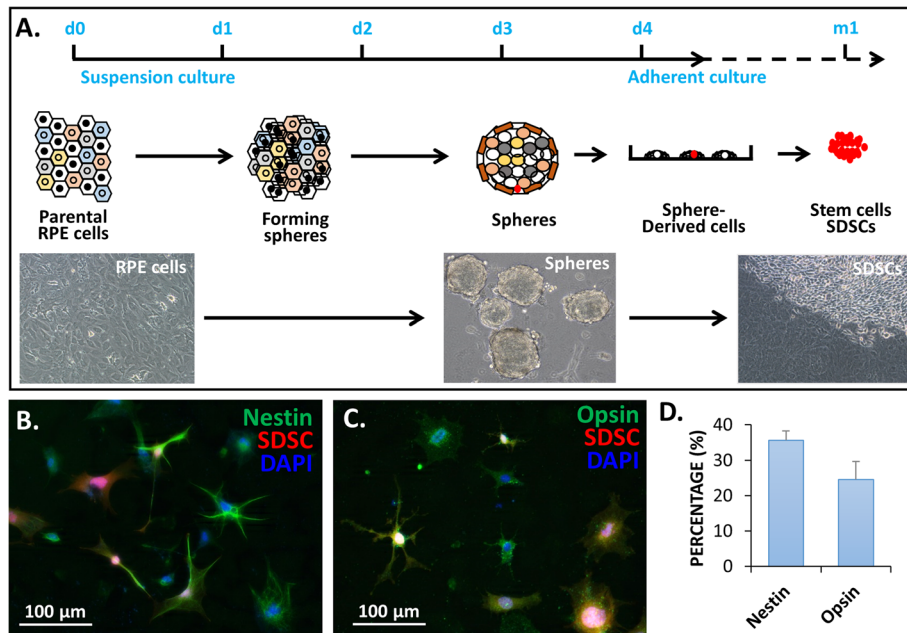 A.
d0 d1 d2 d3 d4 m1
Suspension culture
Adherent culture
Parental
RPE cells
Forming
spheres
Spheres
Sphere-
Derived cells
Stem cells
SDSCs
RPE cells
Spheres
SDSCs
B.
Nestin
SDSC
DAPI
100 μm
C.
Opsin
SDSC
DAPI
100 μm
D.
PERCENTAGE (%)
40
30
20
10
0
Nestin
Opsin